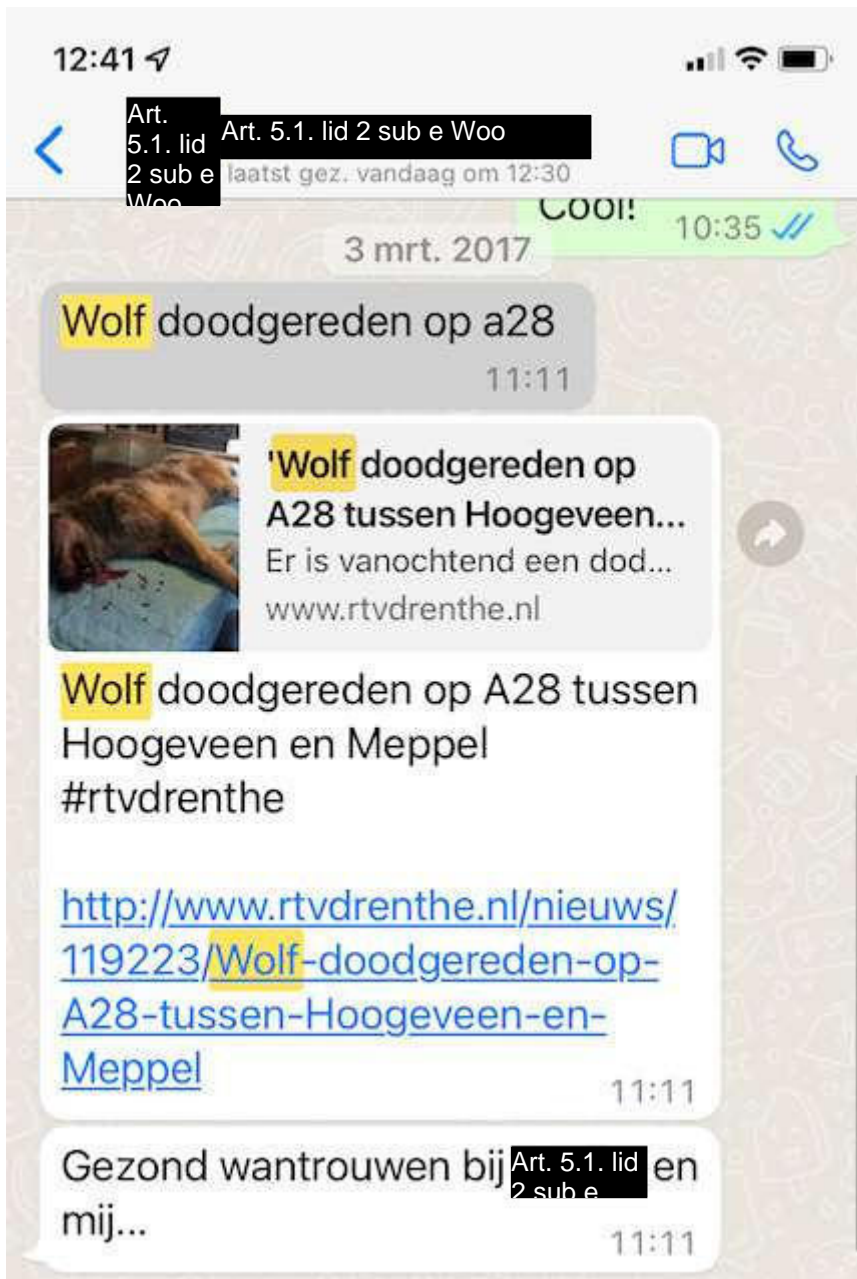 12:41
Art.
5.1. lid
2 sub e
Woo
Art. 5.1. lid 2 sub e Woo
laatst gez. vandaag om 12:30
Cool!
10:35
3 mrt. 2017
Wolf doodgereden op a28
11:11
'Wolf doodgereden op
A28 tussen Hoogeveen...
Er is vanochtend een dod...
www.rtvdrenthe.nl
Wolf doodgereden op A28 tussen
Hoogeveen en Meppel
#rtvdrenthe
http://www.rtvdrenthe.nl/nieuws/
119223/Wolf-doodgereden-op-
A28-tussen-Hoogeveen-en-
Meppel
11:11
Gezond wantrouwen bij Art. 5.1. lid 2 sub e en
mij...
11:11